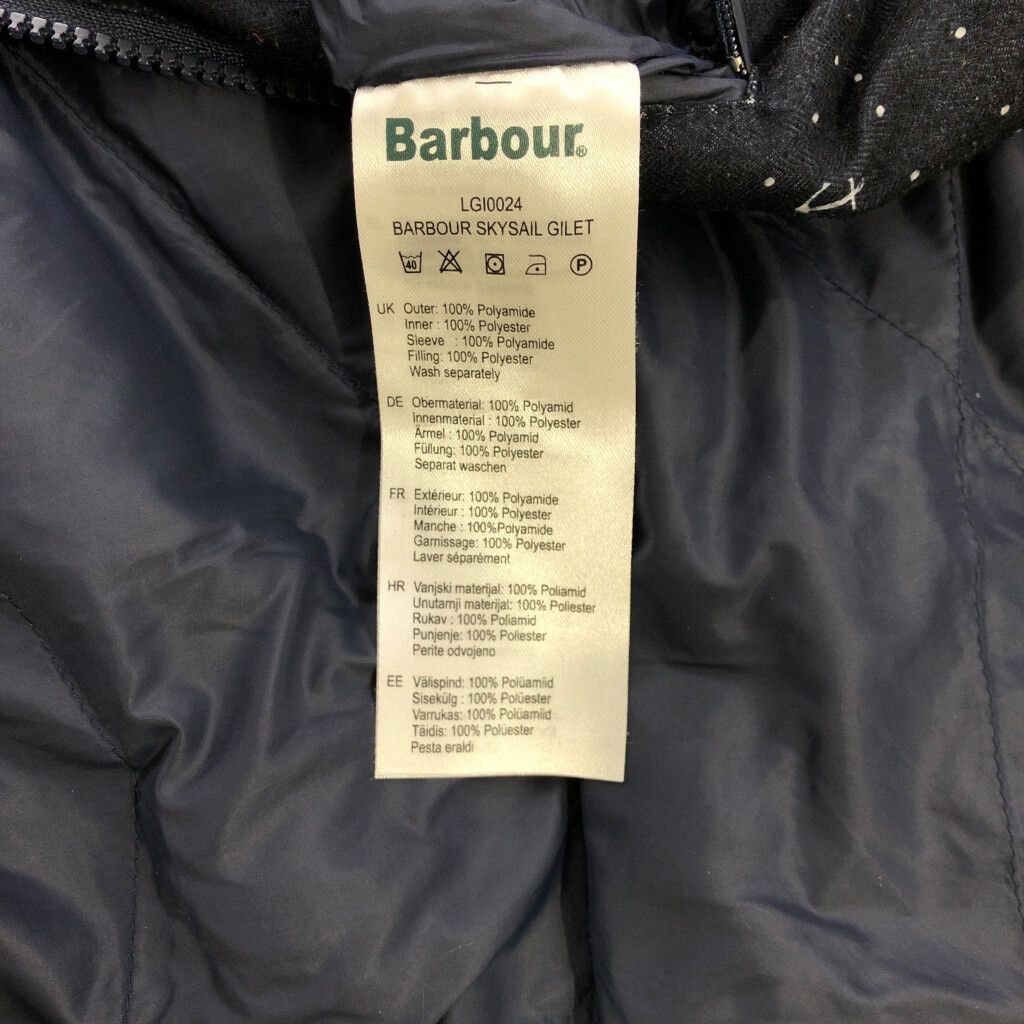 Barbour®
LGI0024
BARBOUR SKYSAIL GILET
40 P
UK Outer: 100% Polyamide
Inner : 100% Polyester
Sleeve : 100% Polyamide
Filling: 100% Polyester
Wash separately
DE Obermaterial: 100% Polyamid
Innenmaterial : 100% Polyester
Ärmel : 100% Polyamid
Füllung: 100% Polyester
Separat waschen
FR Extérieur: 100% Polyamide
Intérieur : 100% Polyester
Manche : 100%Polyamide
Garnissage: 100% Polyester
Laver séparément
HR Vanjski materijal: 100% Poliamid
Unutarnji materijal: 100% Poliester
Rukav : 100% Poliamid
Punjenje: 100% Poliester
Perite odvojeno
EE Välispind: 100% Polüamiid
Sisekülg : 100% Polüester
Varrukas: 100% Polüamiid
Täidis: 100% Polüester
Pesta eraldi